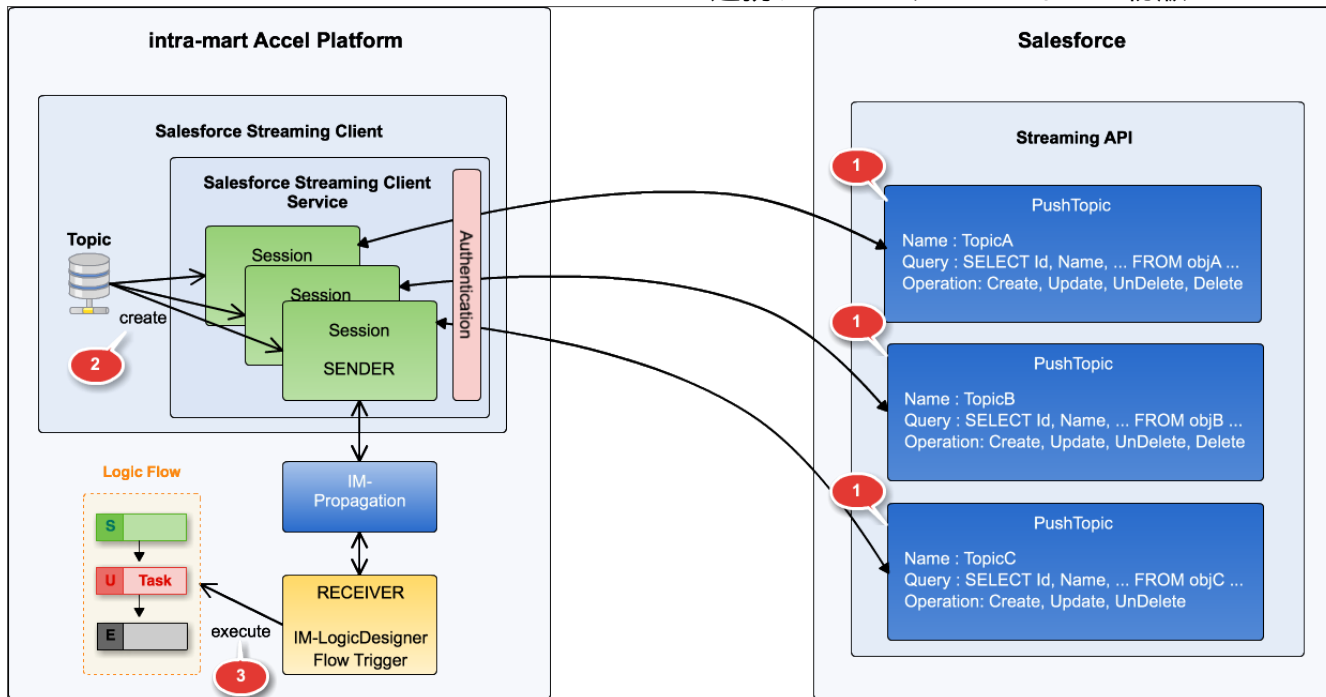 intra-mart Accel Platform
Salesforce Streaming Client
Salesforce Streaming Client
Service
Topic
create
2
Session
Session
Session
SENDER
Authentication
IM-
Propagation
Logic Flow
S
U Task
E
execute
3
RECEIVER
IM-LogicDesigner
Flow Trigger
Salesforce
Streaming API
1
PushTopic
Name : TopicA
Query : SELECT Id, Name, ... FROM objA ...
Operation: Create, Update, UnDelete, Delete
1
PushTopic
Name : TopicB
Query : SELECT Id, Name, ... FROM objB ...
Operation: Create, Update, UnDelete, Delete
1
PushTopic
Name : TopicC
Query : SELECT Id, Name, ... FROM objC ...
Operation: Create, Update, UnDelete